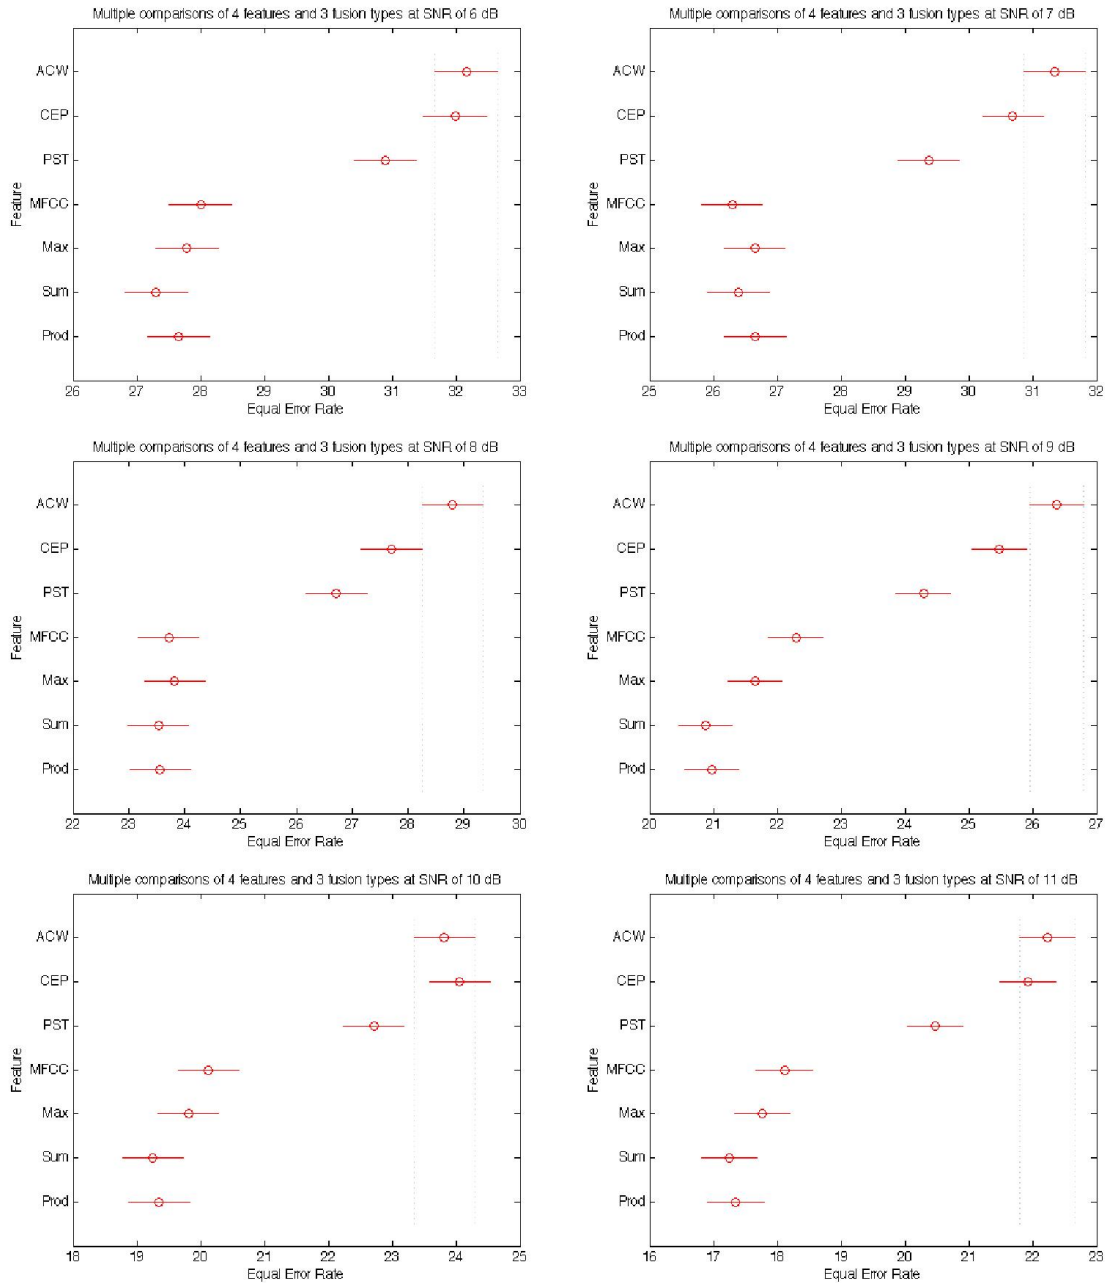 Multiple comparisons of 4 features and 3 fusion types at SNR of 6 dB
ACW
CEP
PST
MFCC
Max
Sum
Prod
Feature
26 27 28 29 30 31 32 33
Equal Error Rate
Multiple comparisons of 4 features and 3 fusion types at SNR of 7 dB
ACW
CEP
PST
MFCC
Max
Sum
Prod
Feature
25 26 27 28 29 30 31 32
Equal Error Rate
Multiple comparisons of 4 features and 3 fusion types at SNR of 8 dB
ACW
CEP
PST
MFCC
Max
Sum
Prod
Feature
22 23 24 25 26 27 28 29 30
Equal Error Rate
Multiple comparisons of 4 features and 3 fusion types at SNR of 9 dB
ACW
CEP
PST
MFCC
Max
Sum
Prod
Feature
20 21 22 23 24 25 26 27
Equal Error Rate
Multiple comparisons of 4 features and 3 fusion types at SNR of 10 dB
ACW
CEP
PST
MFCC
Max
Sum
Prod
Feature
18 19 20 21 22 23 24 25
Equal Error Rate
Multiple comparisons of 4 features and 3 fusion types at SNR of 11 dB
ACW
CEP
PST
MFCC
Max
Sum
Prod
Feature
16 17 18 19 20 21 22 23
Equal Error Rate